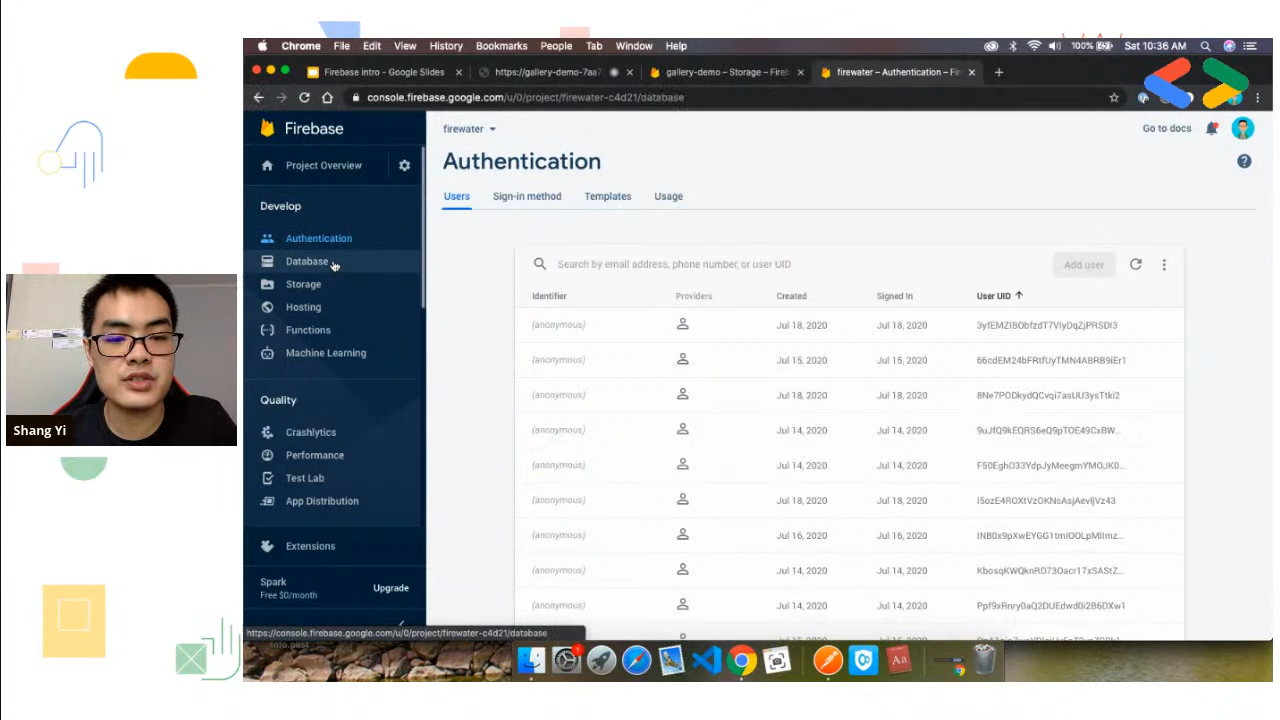 Chrome File Edit View History Bookmarks People Tab Window Help
100%
Sat 10:36 AM
Firebase intro - Google Slides
https://gallery-demo-7aa7
gallery-demo – Storage – Fireb
firewater – Authentication – Fir
console.firebase.google.com/u/0/project/firewater-c4d21/database
Firebase
firewater
Go to docs
Project Overview
Authentication
Develop
Users Sign-in method Templates Usage
Authentication
Database
Storage
Hosting
Functions
Machine Learning
Quality
Crashlytics
Performance
Test Lab
App Distribution
Extensions
Spark
Free $0/month
Upgrade
Search by email address, phone number, or user UID
Add user
Identifier Providers Created Signed In User UID
(anonymous) Jul 18, 2020 Jul 18, 2020
(anonymous) Jul 15, 2020 Jul 15, 2020
(anonymous) Jul 18, 2020 Jul 18, 2020
(anonymous) Jul 14, 2020 Jul 14, 2020
(anonymous) Jul 14, 2020 Jul 14, 2020
(anonymous) Jul 18, 2020 Jul 18, 2020
(anonymous) Jul 16, 2020 Jul 16, 2020
(anonymous) Jul 14, 2020 Jul 14, 2020
(anonymous) Jul 14, 2020 Jul 14, 2020
https://console.firebase.google.com/u/0/project/firewater-c4d21/database
Shang Yi